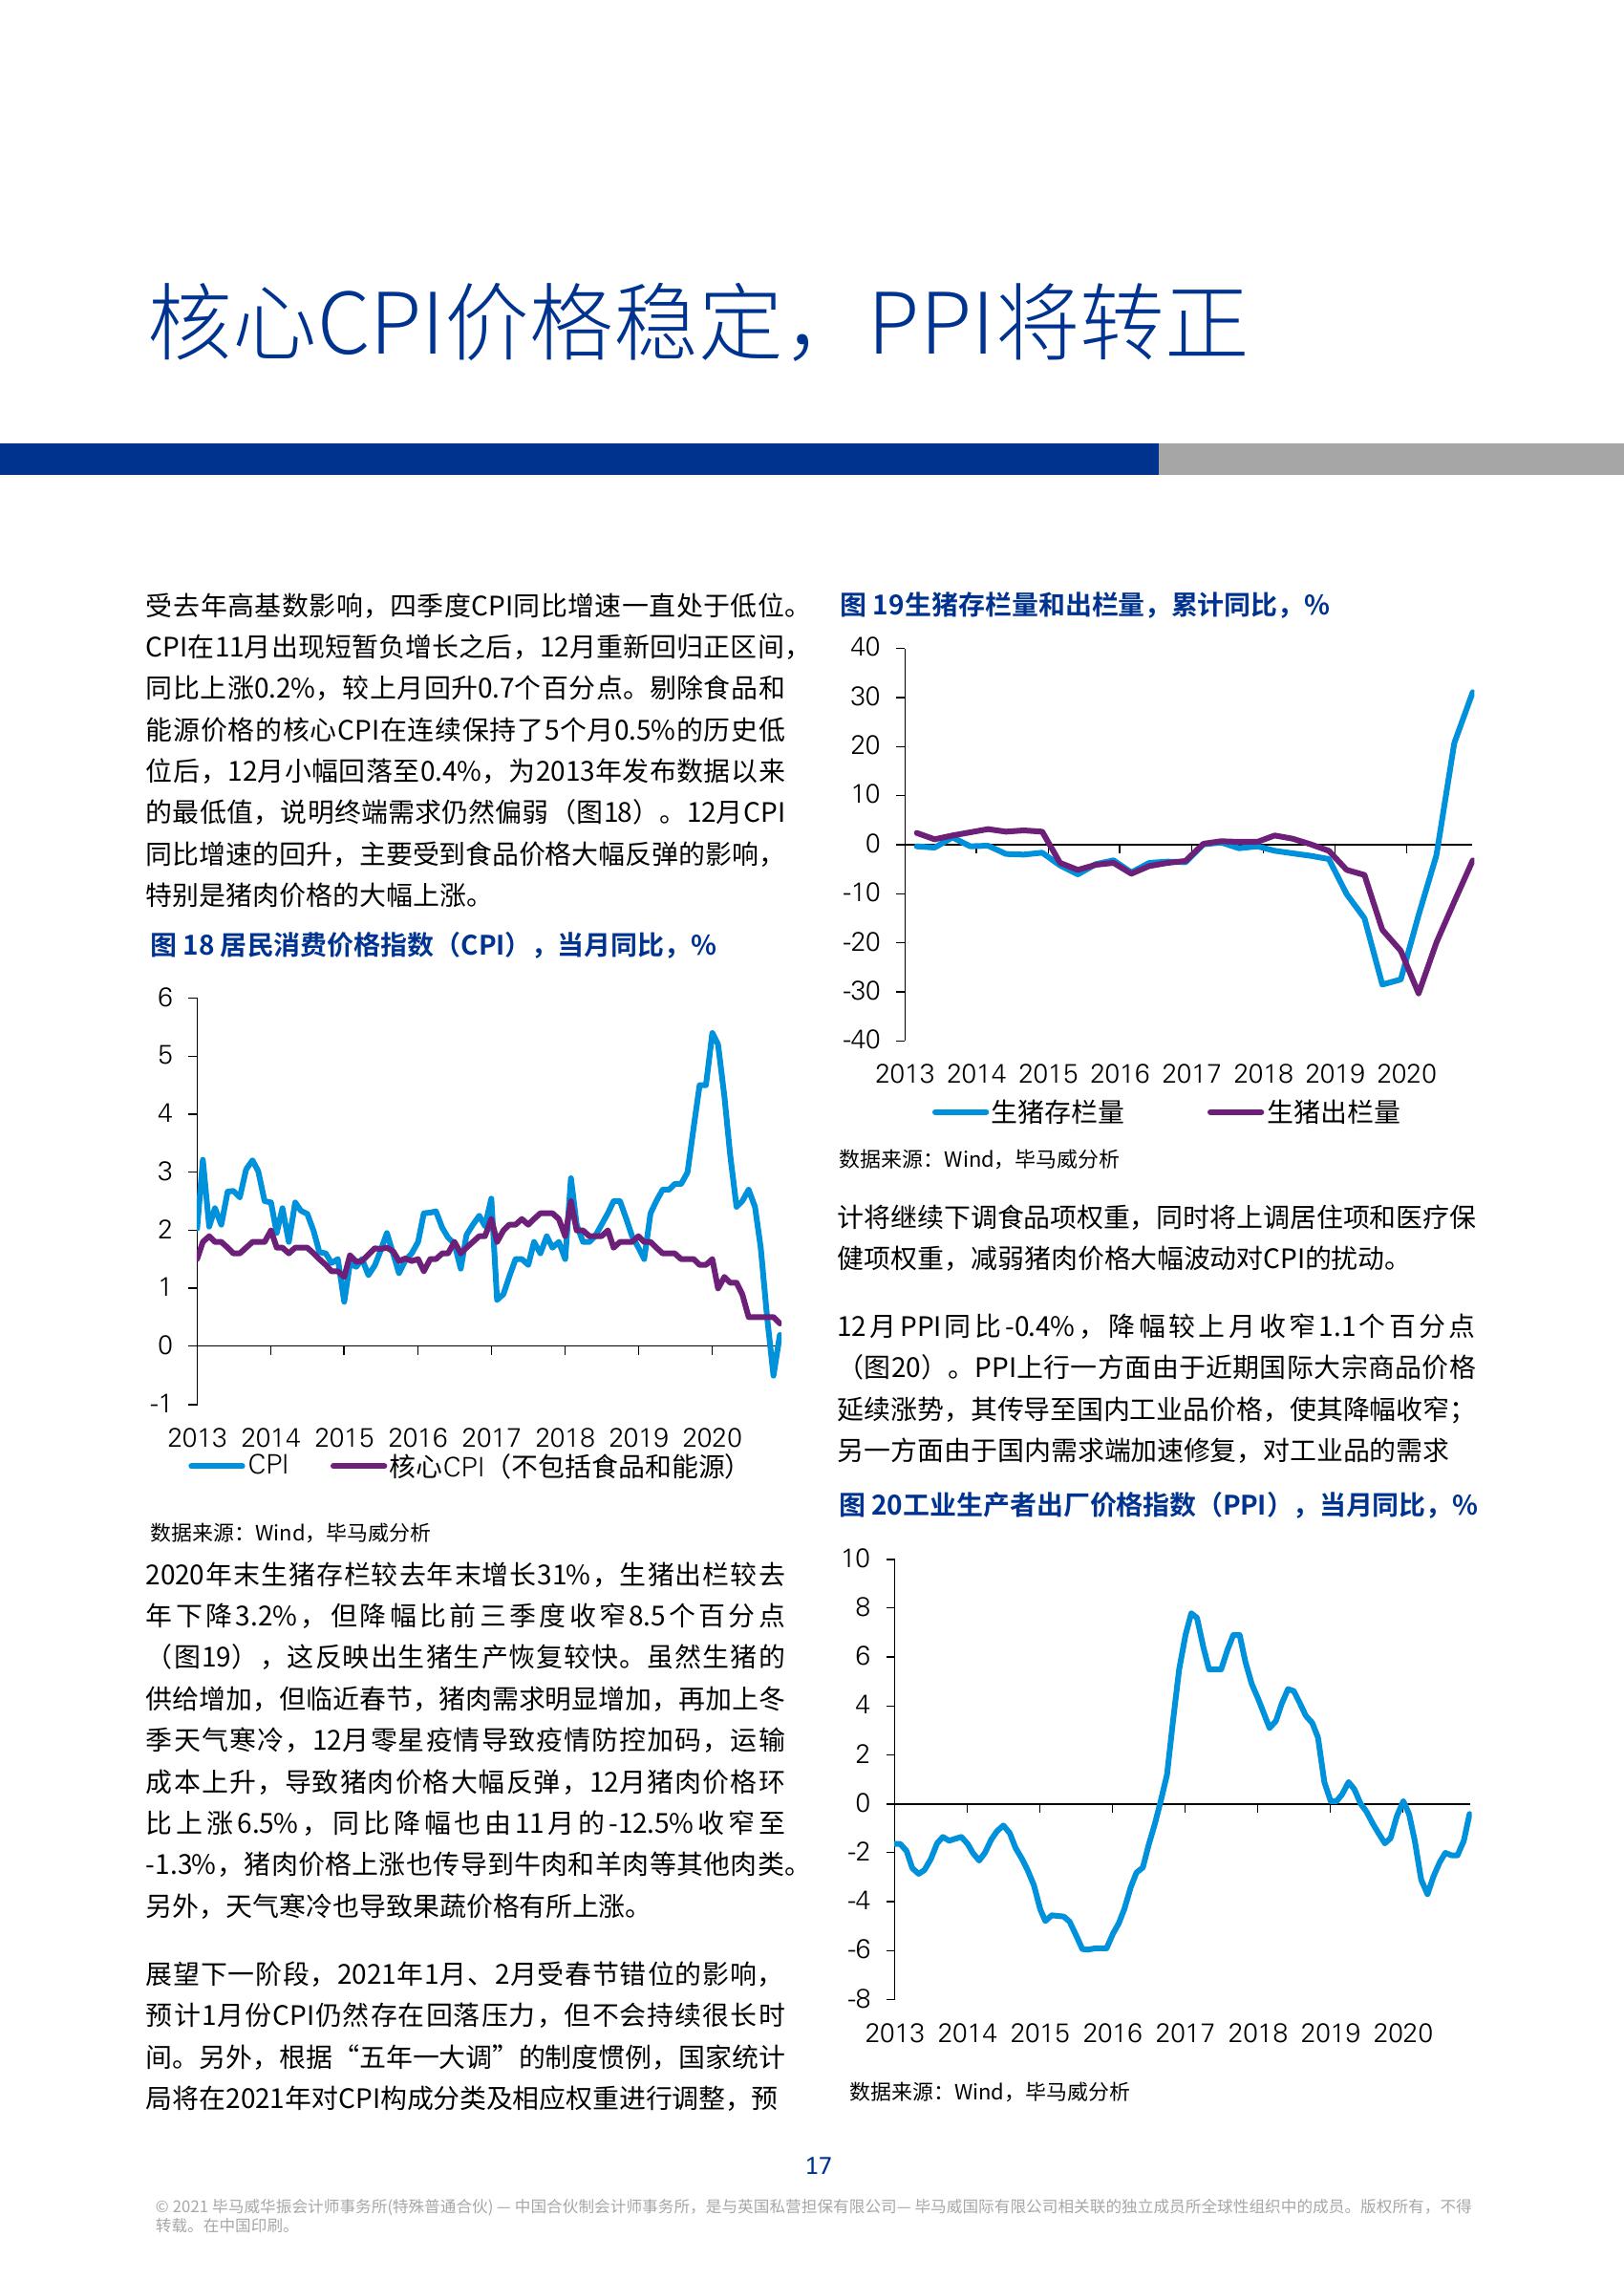 核心CPI价格稳定，PPI将转正
受去年高基数影响，四季度CPI同比增速一直处于低位。
CPI在11月出现短暂负增长之后，12月重新回归正区间，
同比上涨0.2%，较上月回升0.7个百分点。剔除食品和
能源价格的核心CPI在连续保持了5个月0.5%的历史低
位后，12月小幅回落至0.4%，为2013年发布数据以来
的最低值，说明终端需求仍然偏弱（图18）。12月CPI
同比增速的回升，主要受到食品价格大幅反弹的影响，
特别是猪肉价格的大幅上涨。
图 18 居民消费价格指数（CPI），当月同比，%
6
5
4
3
2
1
0
-1
2013 2014 2015 2016 2017 2018 2019 2020
CPI 核心CPI（不包括食品和能源）
数据来源：Wind，毕马威分析
2020年末生猪存栏较去年末增长31%，生猪出栏较去
年下降3.2%，但降幅比前三季度收窄8.5个百分点
（图19），这反映出生猪生产恢复较快。虽然生猪的
供给增加，但临近春节，猪肉需求明显增加，再加上冬
季天气寒冷，12月零星疫情导致疫情防控加码，运输
成本上升，导致猪肉价格大幅反弹，12月猪肉价格环
比上涨6.5%，同比降幅也由11月的-12.5%收窄至
-1.3%，猪肉价格上涨也传导到牛肉和羊肉等其他肉类。
另外，天气寒冷也导致果蔬价格有所上涨。
展望下一阶段，2021年1月、2月受春节错位的影响，
预计1月份CPI仍然存在回落压力，但不会持续很长时
间。另外，根据“五年一大调”的制度惯例，国家统计
局将在2021年对CPI构成分类及相应权重进行调整，预
图 19生猪存栏量和出栏量，累计同比，%
40
30
20
10
0
-10
-20
-30
-40
2013 2014 2015 2016 2017 2018 2019 2020
生猪存栏量 生猪出栏量
数据来源：Wind，毕马威分析
计将继续下调食品项权重，同时将上调居住项和医疗保
健项权重，减弱猪肉价格大幅波动对CPI的扰动。
12月PPI同比-0.4%，降幅较上月收窄1.1个百分点
（图20）。PPI上行一方面由于近期国际大宗商品价格
延续涨势，其传导至国内工业品价格，使其降幅收窄；
另一方面由于国内需求端加速修复，对工业品的需求
图 20工业生产者出厂价格指数（PPI），当月同比，%
10
8
6
4
2
0
-2
-4
-6
-8
2013 2014 2015 2016 2017 2018 2019 2020
数据来源：Wind，毕马威分析
17
© 2021 毕马威华振会计师事务所(特殊普通合伙) — 中国合伙制会计师事务所，是与英国私营担保有限公司— 毕马威国际有限公司相关联的独立成员所全球性组织中的成员。版权所有，不得
转载。在中国印刷。